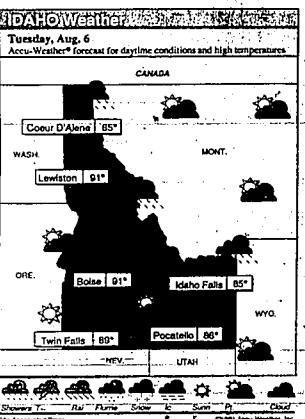 IDAHO Weather
Tuesday, Aug. 6
Accu-Weather® forecast for daytime conditions and high temperatures
CANADA
Coeur D'Alene 85°
WASH.
MONT.
Lewiston 91°
ORE.
Boise 91°
Idaho Falls 85°
WYO.
Twin Falls 89°
Pocatello 86°
NEV.
UTAH
Showers T-
Flurries Snow
Cloud